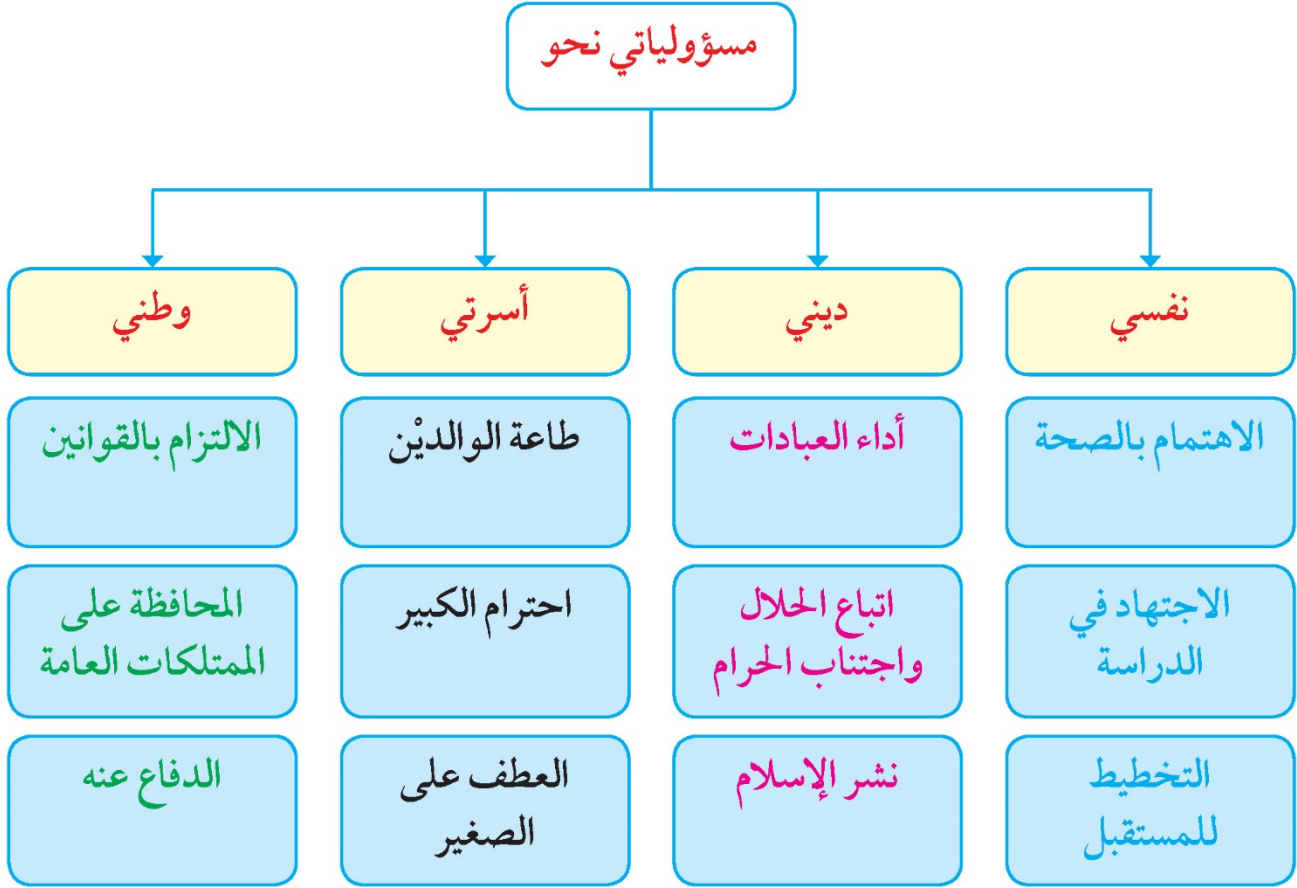 مسؤولياتي نحو
نفسي
ديني
أسرتي
وطني
الاهتمام بالصحة
أداء العبادات
طاعة الوالديْن
الالتزام بالقوانين
الاجتهاد في
الدراسة
اتباع الحلال
واجتناب الحرام
احترام الكبير
المحافظة على
الممتلكات العامة
التخطيط
للمستقبل
نشر الإسلام
العطف على
الصغير
الدفاع عنه